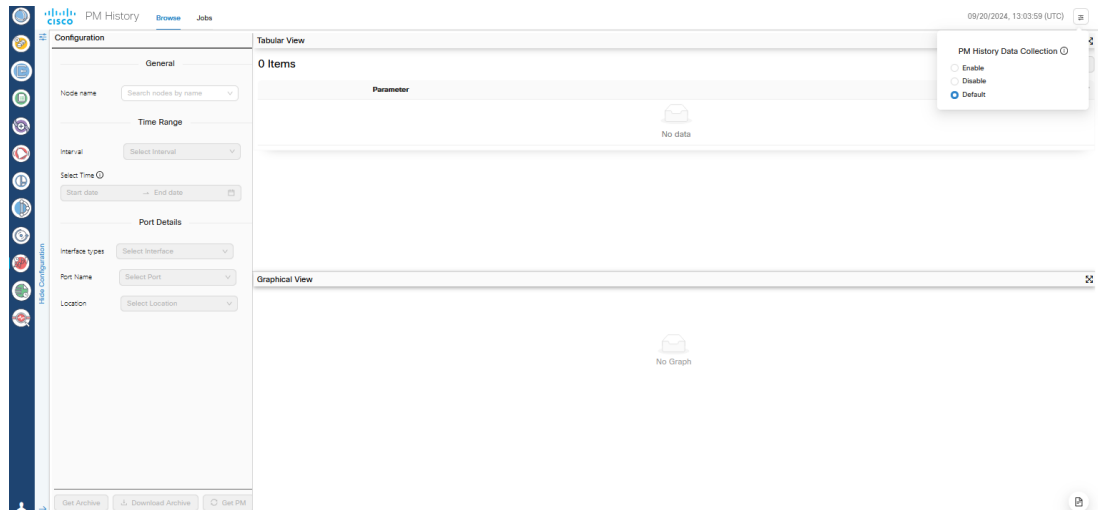 cisco PM History Browse Jobs 09/20/2024, 13:03:59 (UTC)
Configuration
General
Node name Search nodes by name
Time Range
Interval Select Interval
Select Time
Start date → End date
Port Details
Interface types Select Interface
Port Name Select Port
Location Select Location
Get Archive Download Archive Get PM
Hide Configuration
Tabular View
0 Items
Parameter
No data
PM History Data Collection
Enable
Disable
Default
Graphical View
No Graph